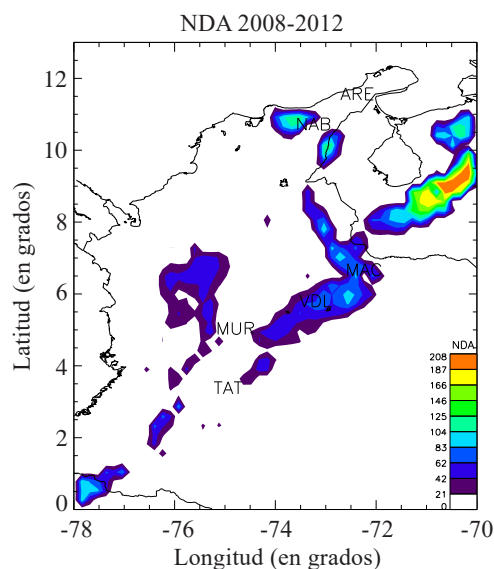 NDA 2008-2012
Latitud (en grados)
12
10
8
6
4
2
0
ARE
NAB
MAC
VDL
MUR
TAT
NDA
208
187
166
146
125
104
83
62
42
21
0
-78
-76
-74
-72
-70
Longitud (en grados)